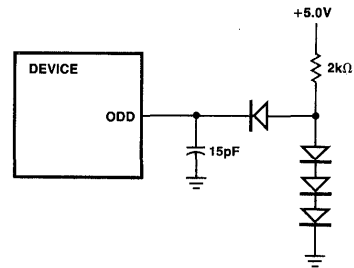 +5.0V
DEVICE
2kΩ
ODD
15pF